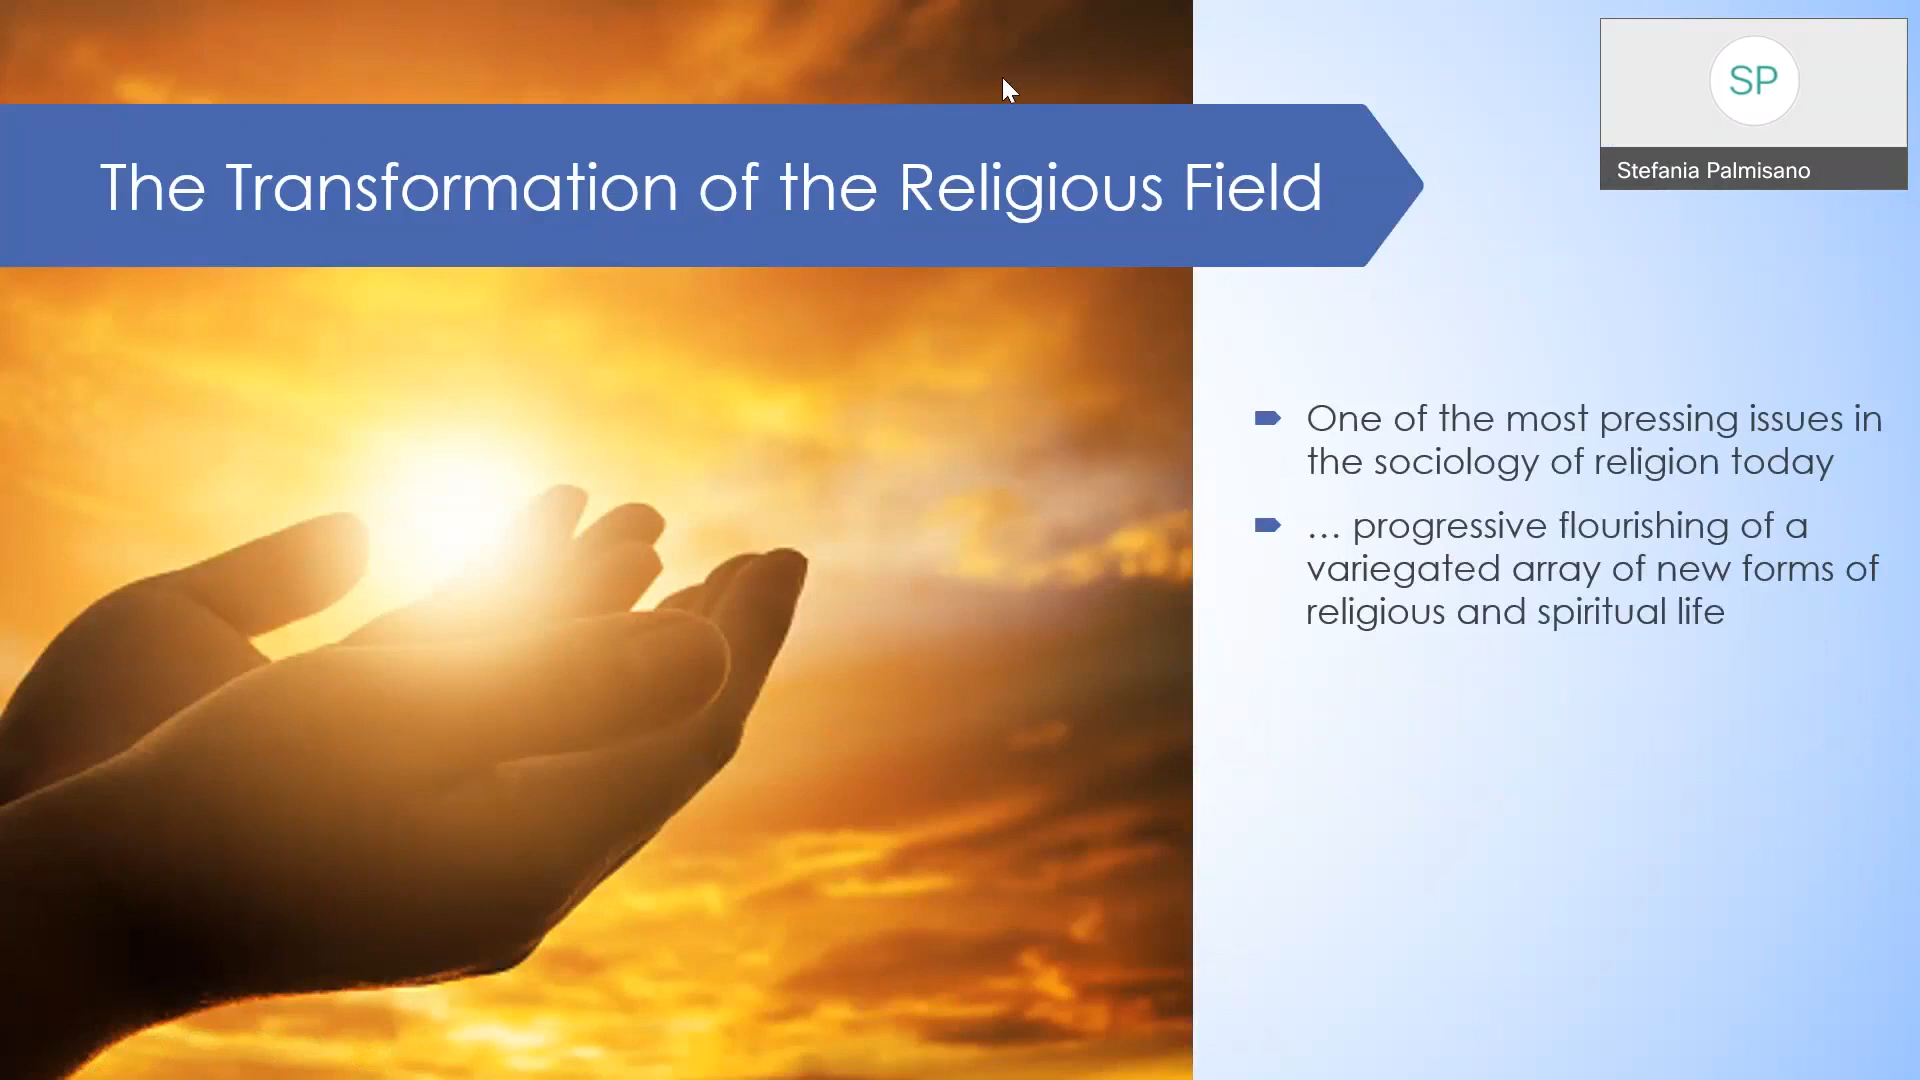 The Transformation of the Religious Field
SP
Stefania Palmisano
One of the most pressing issues in
the sociology of religion today
… progressive flourishing of a
variegated array of new forms of
religious and spiritual life